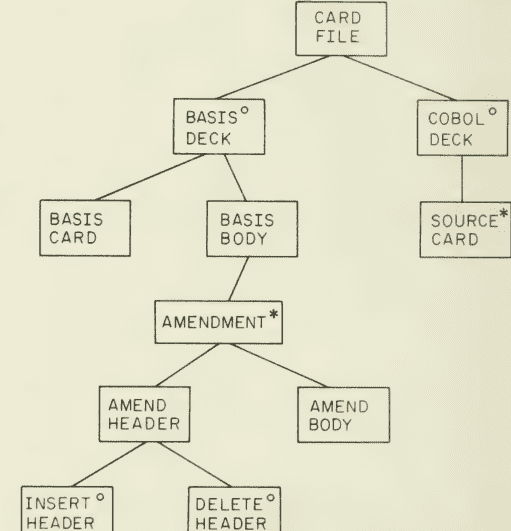 CARD
FILE
BASIS°
DECK
COBOL°
DECK
BASIS
CARD
BASIS
BODY
SOURCE*
CARD
AMENDMENT*
AMEND
HEADER
AMEND
BODY
INSERT°
HEADER
DELETE°
HEADER